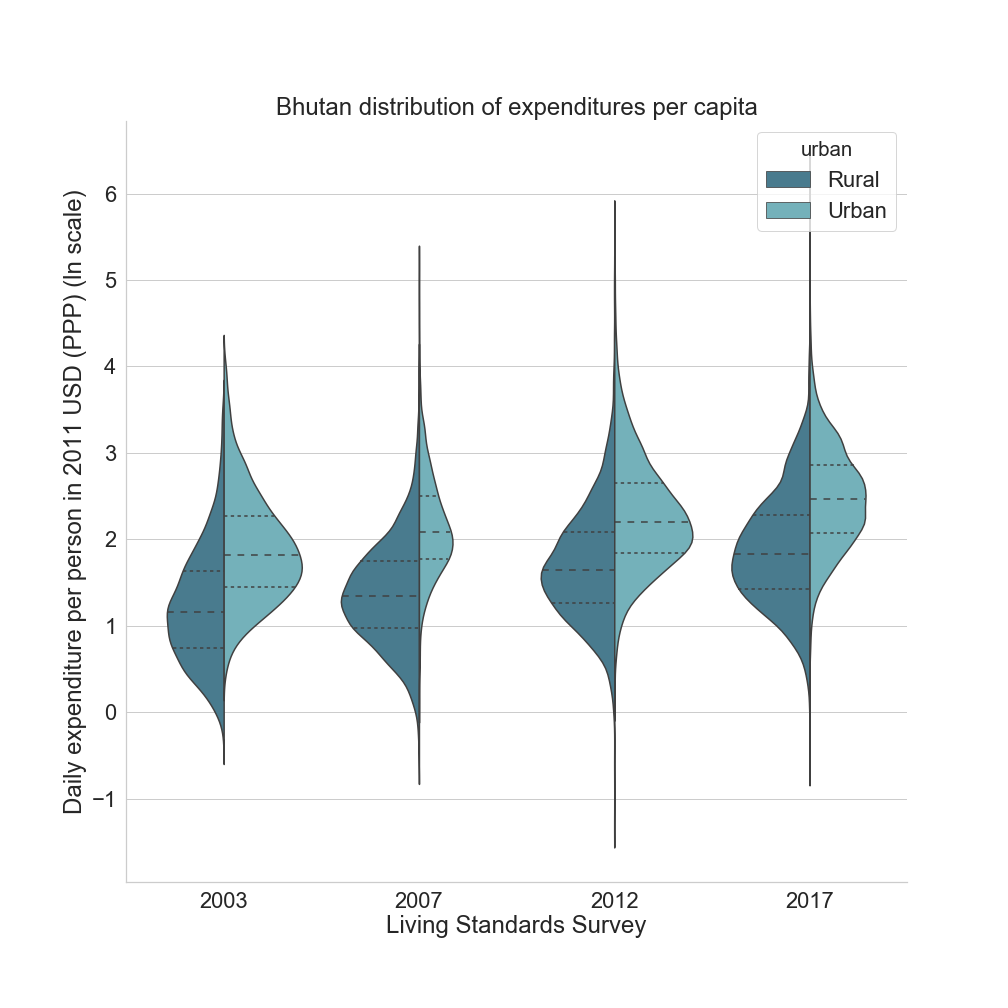 Bhutan distribution of expenditures per capita
urban
Rural
Urban
Daily expenditure per person in 2011 USD (PPP) (ln scale)
6
5
4
3
2
1
0
−1
2003 2007 2012 2017
Living Standards Survey